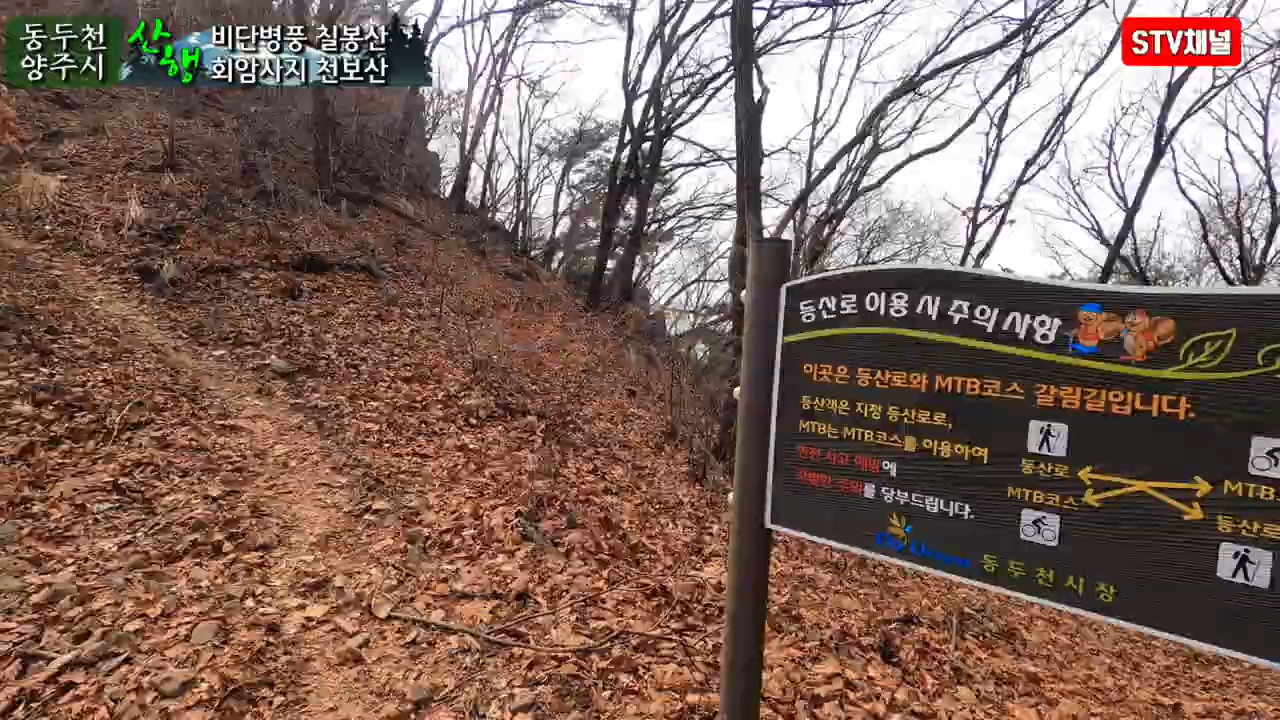 동두천
양주시
산행
비단병풍 칠봉산
회암사지 천보산
STV채널
등산로 이용 시 주의 사항
이곳은 등산로와 MTB코스 갈림길입니다.
등산객은 지정 등산로로,
MTB는 MTB코스를 이용하여
안전 사고 예방에
각별한 주의를 당부드립니다.
등산로
MTB
MTB코스
등산로
동두천시장